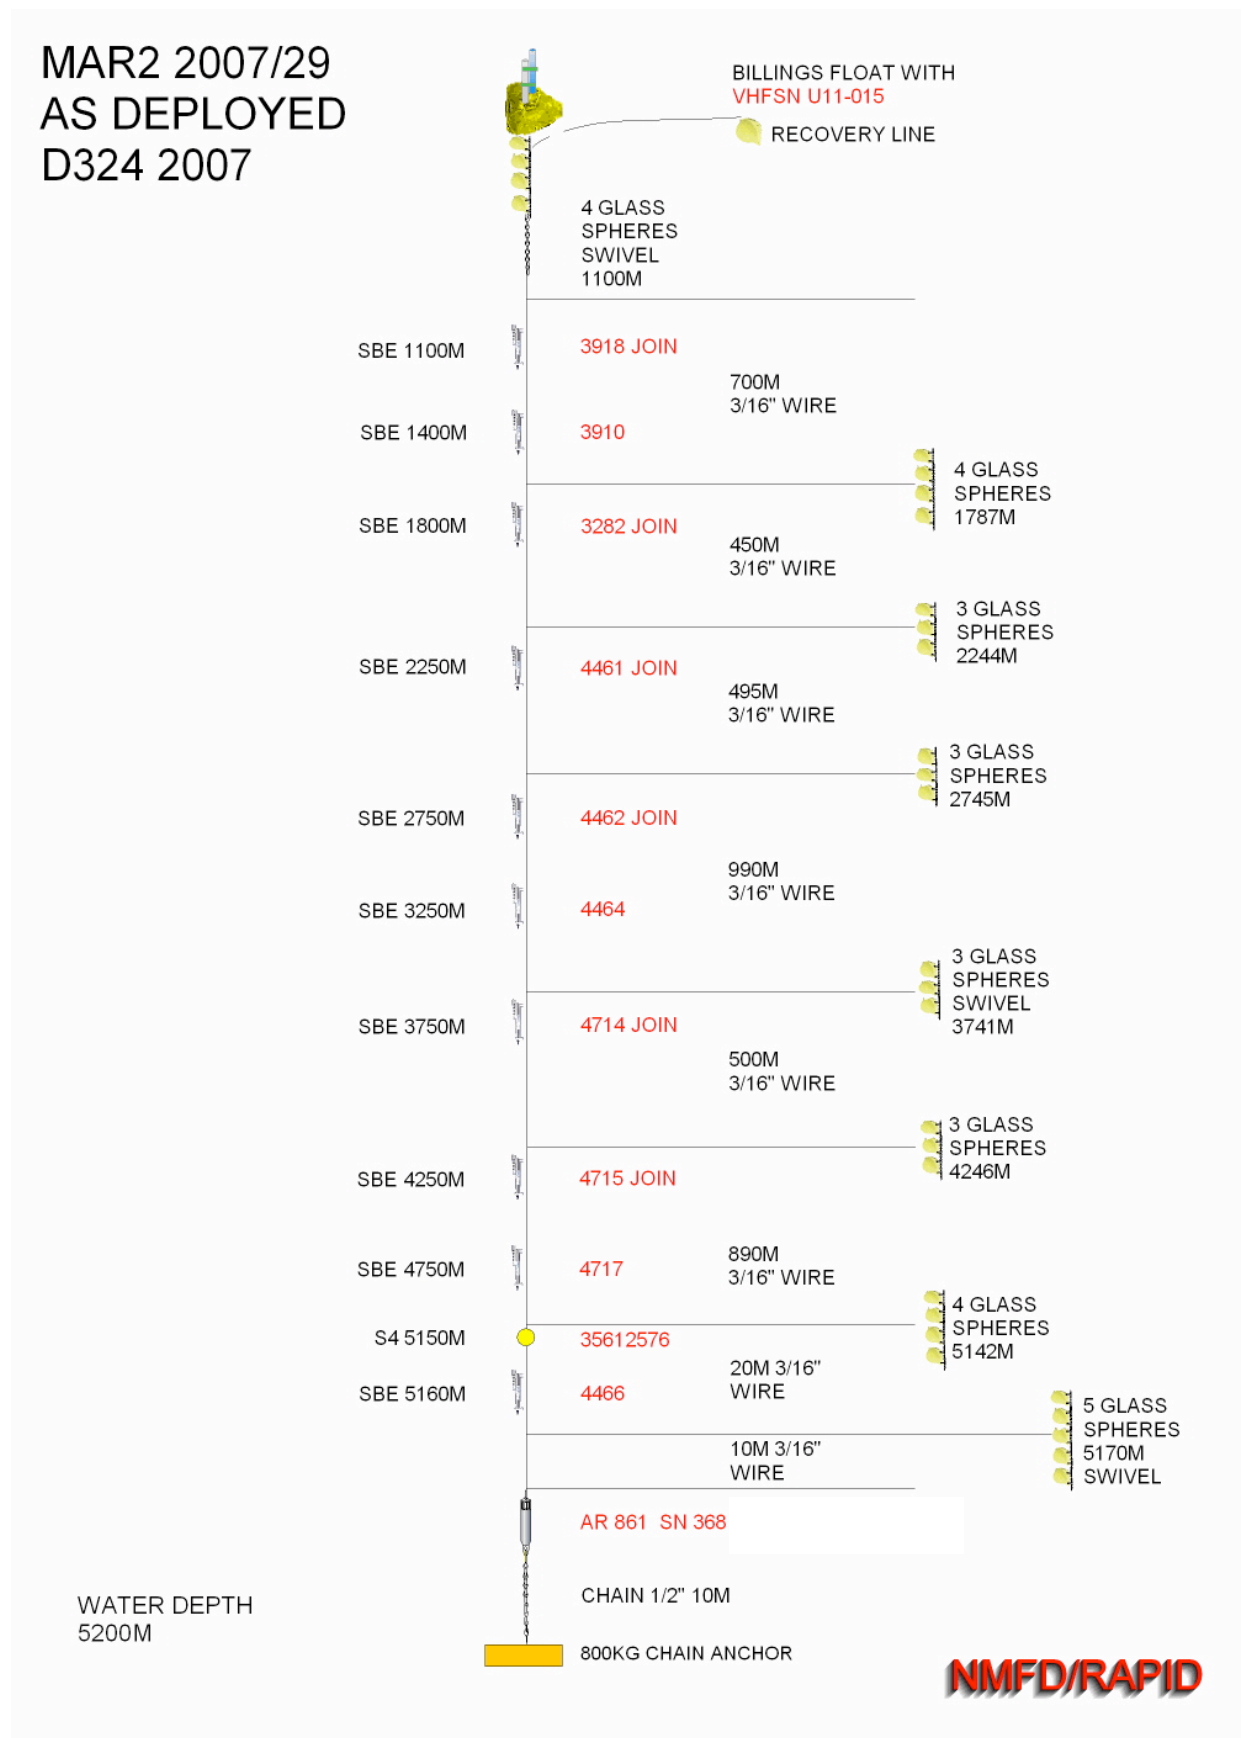 MAR2 2007/29
AS DEPLOYED
D324 2007
BILLINGS FLOAT WITH
VHFSN U11-015
RECOVERY LINE
4 GLASS
SPHERES
SWIVEL
1100M
SBE 1100M
3918 JOIN
700M
3/16" WIRE
SBE 1400M
3910
4 GLASS
SPHERES
1787M
SBE 1800M
3282 JOIN
450M
3/16" WIRE
3 GLASS
SPHERES
2244M
SBE 2250M
4461 JOIN
495M
3/16" WIRE
3 GLASS
SPHERES
2745M
SBE 2750M
4462 JOIN
990M
3/16" WIRE
SBE 3250M
4464
3 GLASS
SPHERES
SWIVEL
3741M
SBE 3750M
4714 JOIN
500M
3/16" WIRE
3 GLASS
SPHERES
4246M
SBE 4250M
4715 JOIN
890M
3/16" WIRE
SBE 4750M
4717
4 GLASS
SPHERES
5142M
S4 5150M
35612576
20M 3/16"
WIRE
SBE 5160M
4466
5 GLASS
SPHERES
5170M
SWIVEL
10M 3/16"
WIRE
AR 861 SN 368
CHAIN 1/2" 10M
WATER DEPTH
5200M
800KG CHAIN ANCHOR
NMFD/RAPID